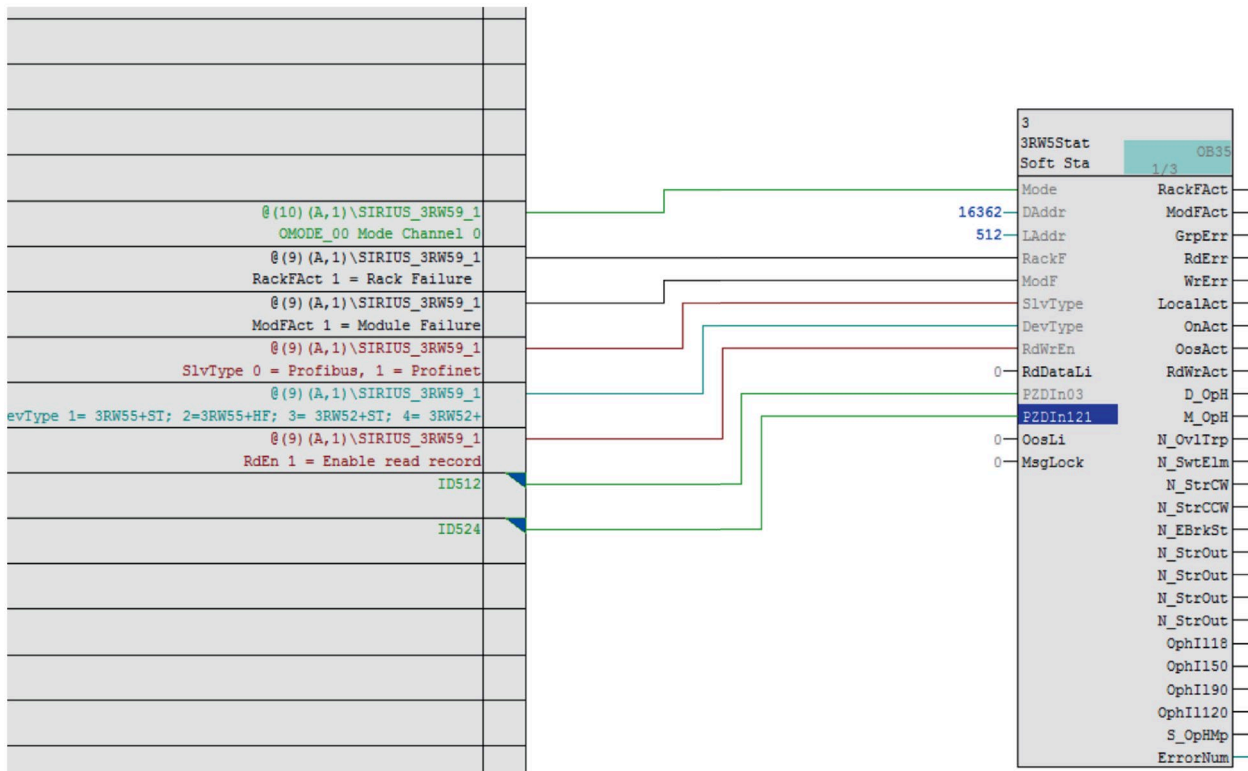 @(10)(A,1)\SIRIUS_3RW59_1
OMODE_00 Mode Channel 0
@(9)(A,1)\SIRIUS_3RW59_1
RackFAct 1 = Rack Failure
@(9)(A,1)\SIRIUS_3RW59_1
ModFAct 1 = Module Failure
@(9)(A,1)\SIRIUS_3RW59_1
SlvType 0 = Profibus, 1 = Profinet
@(9)(A,1)\SIRIUS_3RW59_1
evType 1= 3RW55+ST; 2=3RW55+HF; 3= 3RW52+ST; 4= 3RW52+
@(9)(A,1)\SIRIUS_3RW59_1
RdEn 1 = Enable read record
ID512
ID524
3
3RW5Stat
Soft Sta
OB35
1/3
Mode RackFAct
16362 DAddr ModFAct
512 LAddr GrpErr
RackF RdErr
ModF WrErr
SlvType LocalAct
DevType OnAct
RdWrEn OosAct
0 RdDataLi RdWrAct
PZDIn03 D_OpH
PZDIn121 M_OpH
0 OosLi N_OvlTrp
0 MsgLock N_SwtElm
N_StrCW
N_StrCCW
N_EBrkSt
N_StrOut
N_StrOut
N_StrOut
N_StrOut
OphI118
OphI150
OphI190
OphI1120
S_OpHMp
ErrorNum